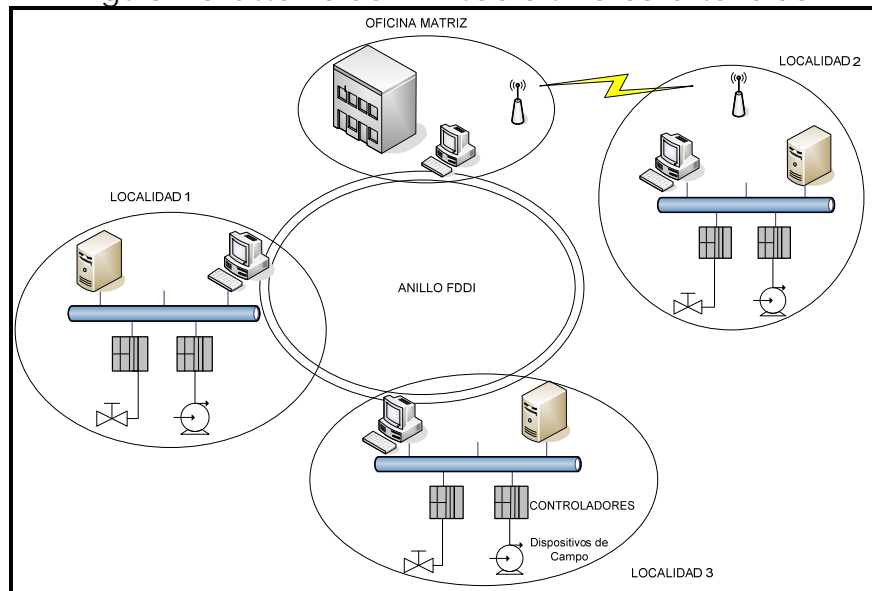 OFICINA MATRIZ
LOCALIDAD 2
LOCALIDAD 1
ANILLO FDDI
CONTROLADORES
Dispositivos de
Campo
LOCALIDAD 3